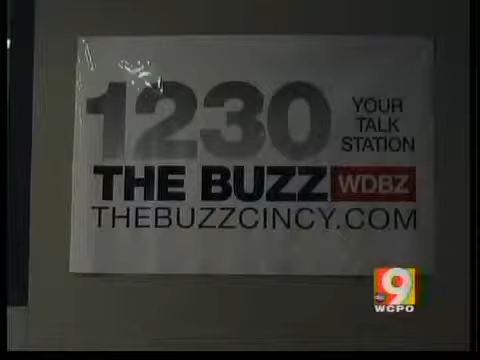 1230
YOUR
TALK
STATION
THE BUZZ WDBZ
THEBUZZCINCY.COM
9
WCPO